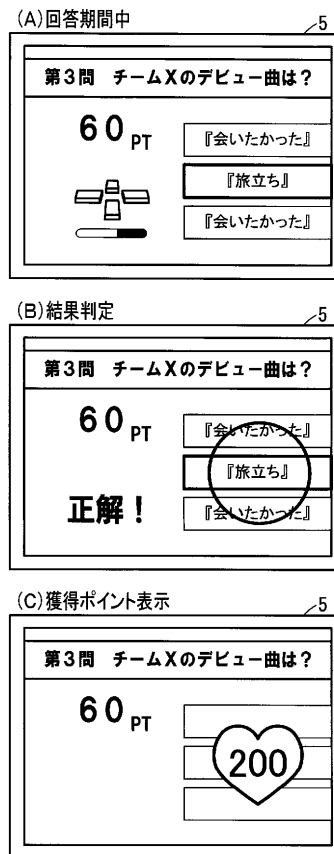 (A)回答期間中
5
第3問 チームXのデビュー曲は？
60PT
『会いたかった』
『旅立ち』
『会いたかった』
(B)結果判定
5
第3問 チームXのデビュー曲は？
60PT
『会いたかった』
『旅立ち』
正解！
『会いたかった』
(C)獲得ポイント表示
5
第3問 チームXのデビュー曲は？
60PT
200